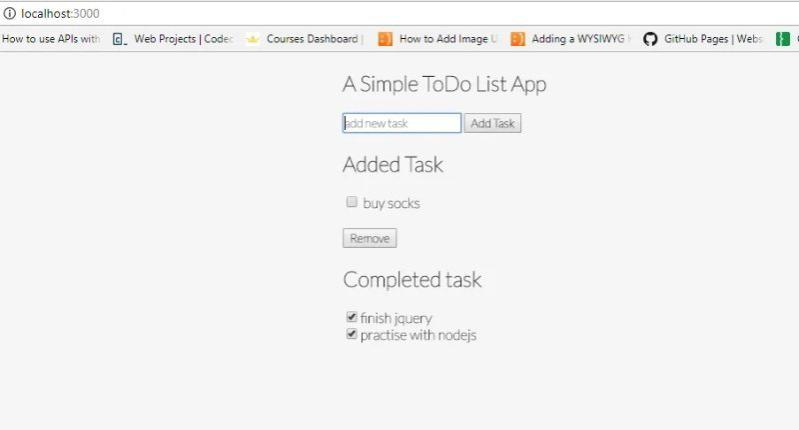 localhost:3000
How to use APIs with
Web Projects | Codec
Courses Dashboard |
How to Add Image U
Adding a WYSIWYG
GitHub Pages | Webs
A Simple ToDo List App
add new task
Add Task
Added Task
buy socks
Remove
Completed task
finish jquery
practise with nodejs